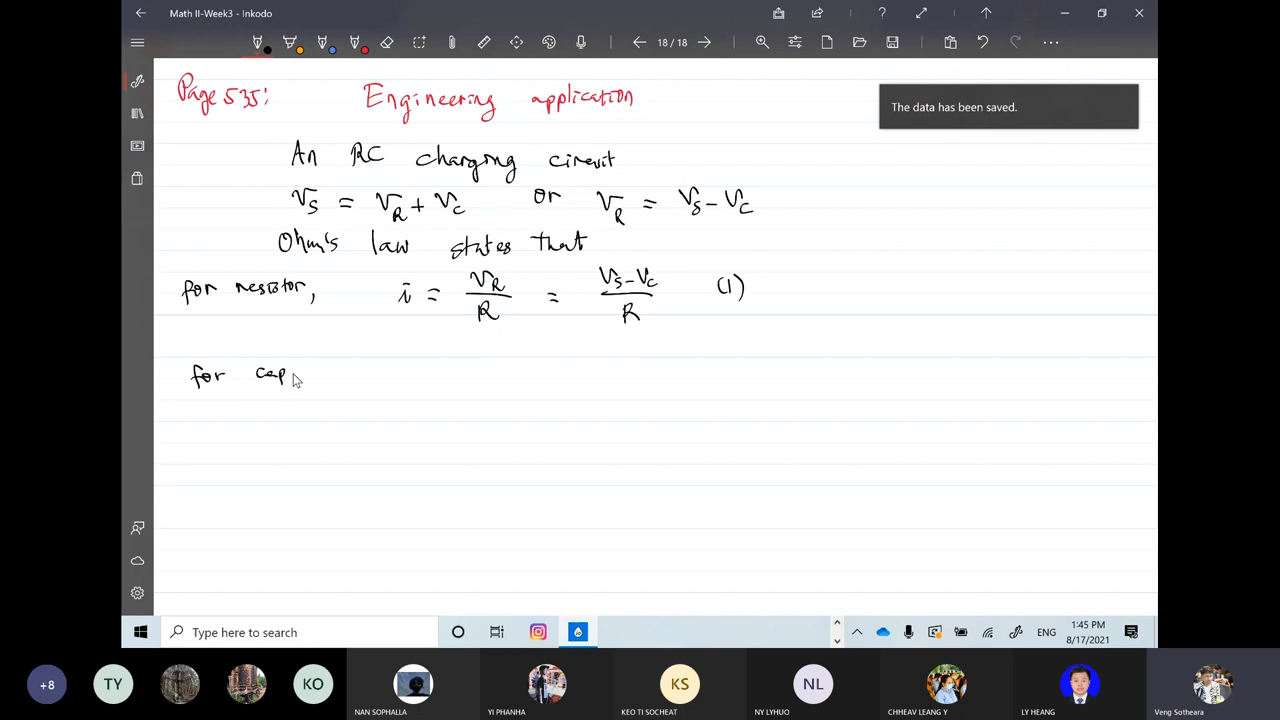 Math II-Week3 - Inkodo
18 / 18
Page 535: Engineering application
The data has been saved.
An RC charging circuit
VS = VR + VC or VR = VS - VC
Ohm's law states that
for resistor, i = VR/R = VS-VC/R (1)
for cap
Type here to search
ENG
1:45 PM
8/17/2021
+8
TY
KO
KS
NL
NAN SOPHALLA
YI PHANHA
KEO TI SOCHEAT
NY LYHUO
CHHEAV LEANG Y
LY HEANG
Veng Sotheara